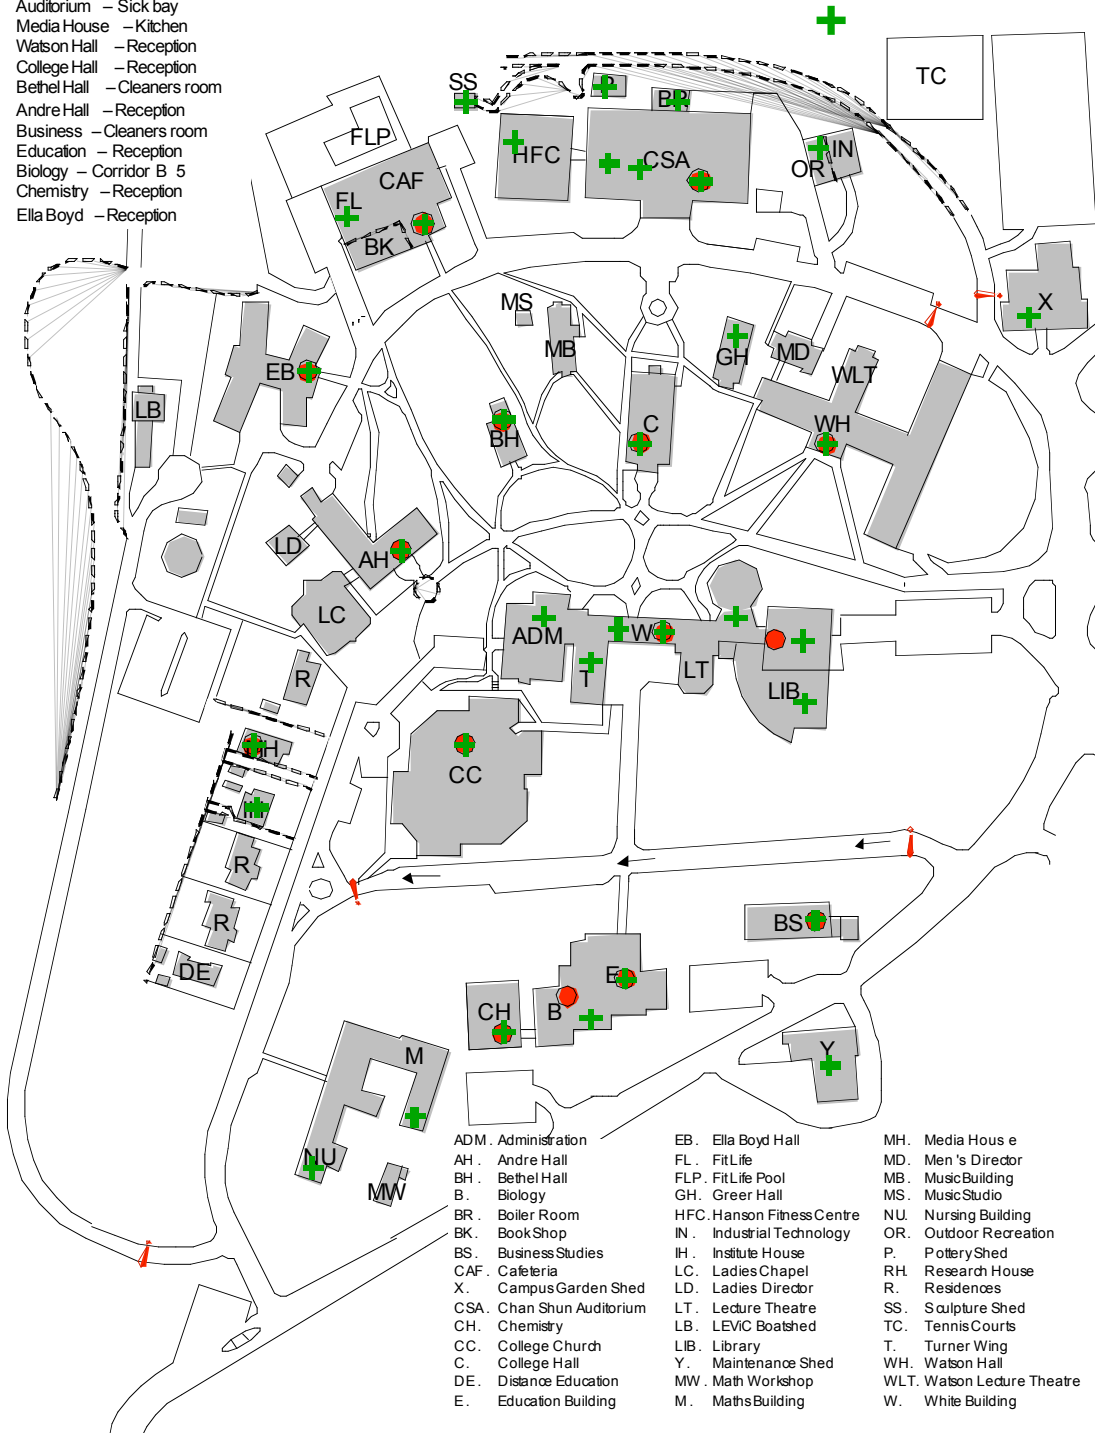 Auditorium – Sick bay
Media House – Kitchen
Watson Hall – Reception
College Hall – Reception
Bethel Hall – Cleaners room
Andre Hall – Reception
Business – Cleaners room
Education – Reception
Biology – Corridor B 5
Chemistry – Reception
Ella Boyd – Reception
TC
SS
P
BR
FLP
HFC
CSA
IN
OR
CAF
FL
BK
MS
X
MB
GH
MD
EB
WLT
LB
BH
C
WH
LD
AH
LC
ADM
W
T
LT
R
LIB
MH
CC
IH
R
R
BS
DE
E
CH
B
M
Y
NU
MW
ADM. Administration
AH. Andre Hall
BH. Bethel Hall
B. Biology
BR. Boiler Room
BK. Book Shop
BS. Business Studies
CAF. Cafeteria
X. Campus Garden Shed
CSA. Chan Shun Auditorium
CH. Chemistry
CC. College Church
C. College Hall
DE. Distance Education
E. Education Building
EB. Ella Boyd Hall
FL. Fit Life
FLP. Fit Life Pool
GH. Greer Hall
HFC. Hanson Fitness Centre
IN. Industrial Technology
IH. Institute House
LC. Ladies Chapel
LD. Ladies Director
LT. Lecture Theatre
LB. LEViC Boatshed
LIB. Library
Y. Maintenance Shed
MW. Math Workshop
M. Maths Building
MH. Media House
MD. Men's Director
MB. Music Building
MS. Music Studio
NU. Nursing Building
OR. Outdoor Recreation
P. Pottery Shed
RH. Research House
R. Residences
SS. Sculpture Shed
TC. Tennis Courts
T. Turner Wing
WH. Watson Hall
WLT. Watson Lecture Theatre
W. White Building